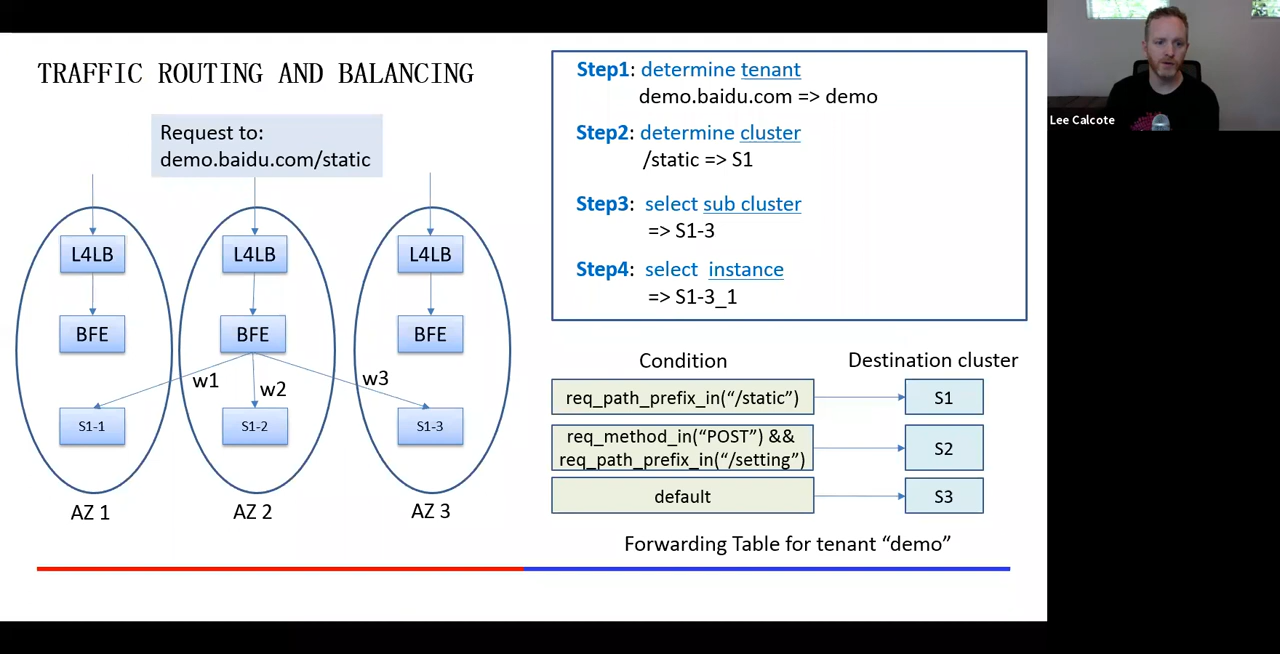 TRAFFIC ROUTING AND BALANCING
Request to:
demo.baidu.com/static
L4LB
L4LB
L4LB
BFE
BFE
BFE
w1
w2
w3
S1-1
S1-2
S1-3
AZ 1
AZ 2
AZ 3
Step1: determine tenant
demo.baidu.com => demo
Step2: determine cluster
/static => S1
Step3: select sub cluster
=> S1-3
Step4: select instance
=> S1-3_1
Condition
Destination cluster
req_path_prefix_in(“/static”)
S1
req_method_in(“POST”) &&
req_path_prefix_in(“/setting”)
S2
default
S3
Forwarding Table for tenant “demo”
Lee Calcote